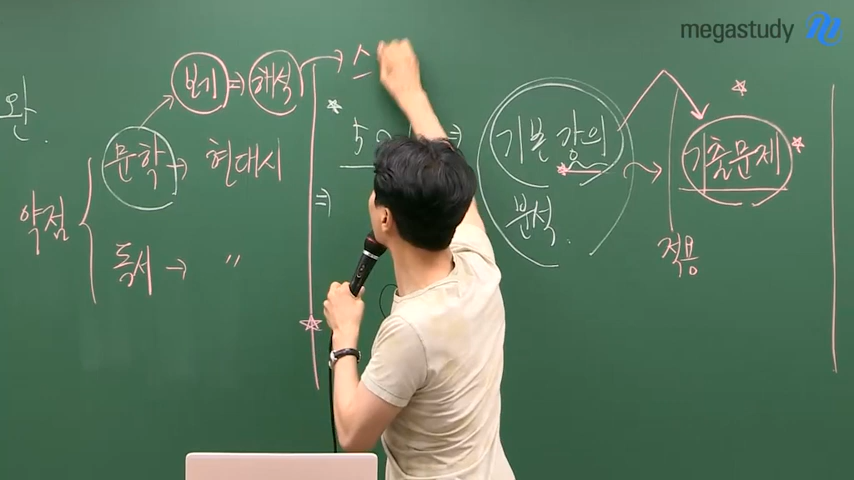 megastudy
완.
문학 → 현대시
해석
약점
독서 → "
기본 강의
분석.
기출문제
적용